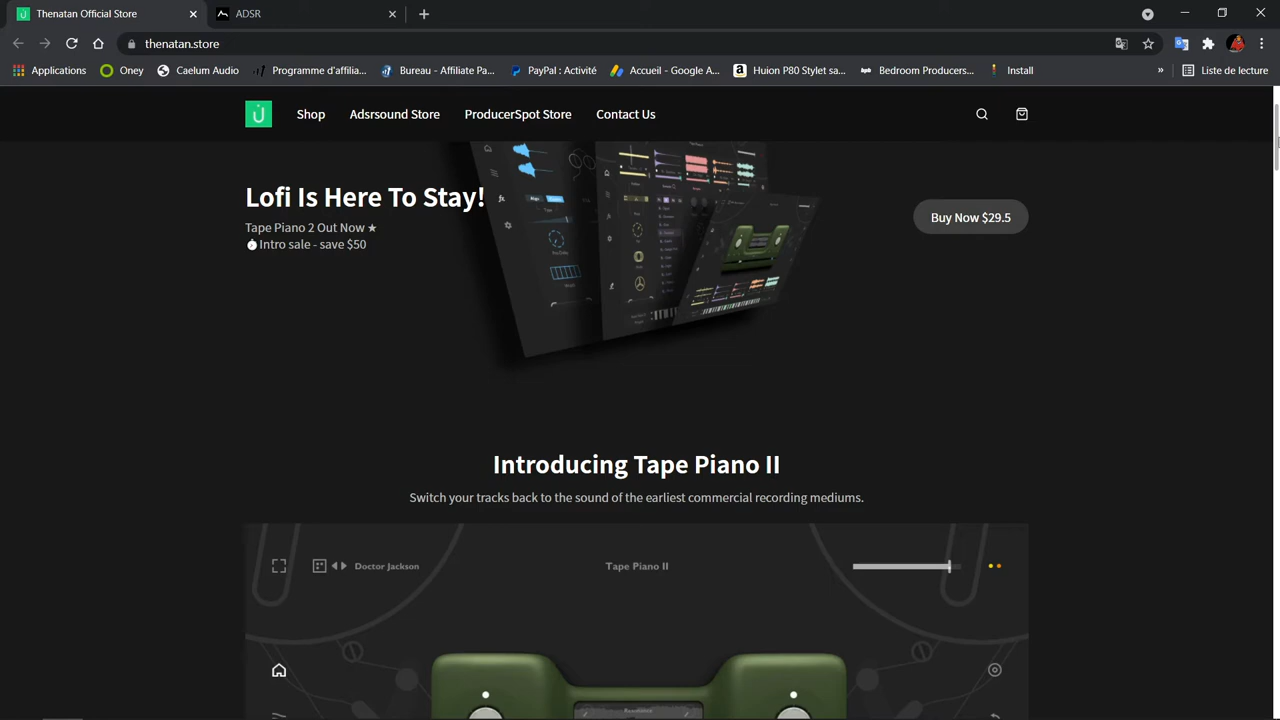 Thenatan Official Store
ADSR
thenatan.store
Applications
Oney
Caelum Audio
Programme d'affilia...
Bureau - Affiliate Pa...
PayPal : Activité
Accueil - Google A...
Huion P80 Stylet sa...
Bedroom Producers...
Install
»
Liste de lecture
Shop
Adsrsound Store
ProducerSpot Store
Contact Us
Lofi Is Here To Stay!
Tape Piano 2 Out Now ★
Intro sale - save $50
Buy Now $29.5
Introducing Tape Piano II
Switch your tracks back to the sound of the earliest commercial recording mediums.
Doctor Jackson
Tape Piano II
Resonance